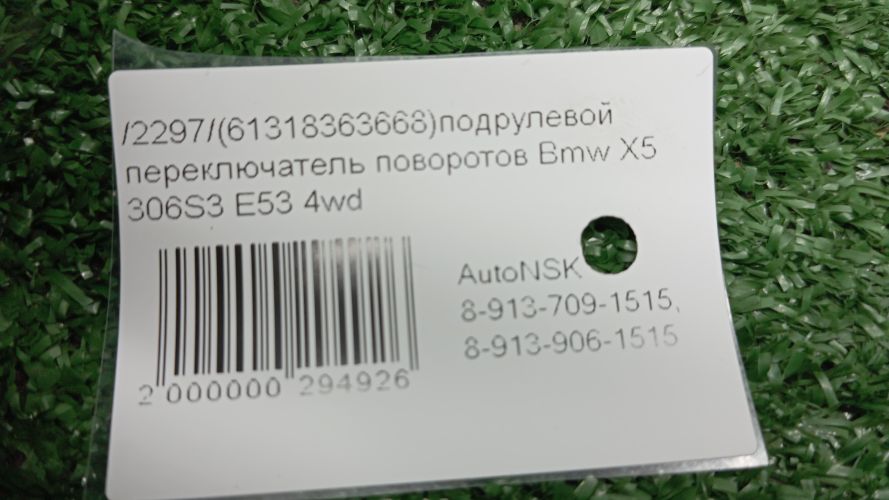 /2297/(61318363668)подрулевой
переключатель поворотов Bmw X5
306S3 E53 4wd
AutoNSK
8-913-709-1515,
8-913-906-1515
2 000000 294926